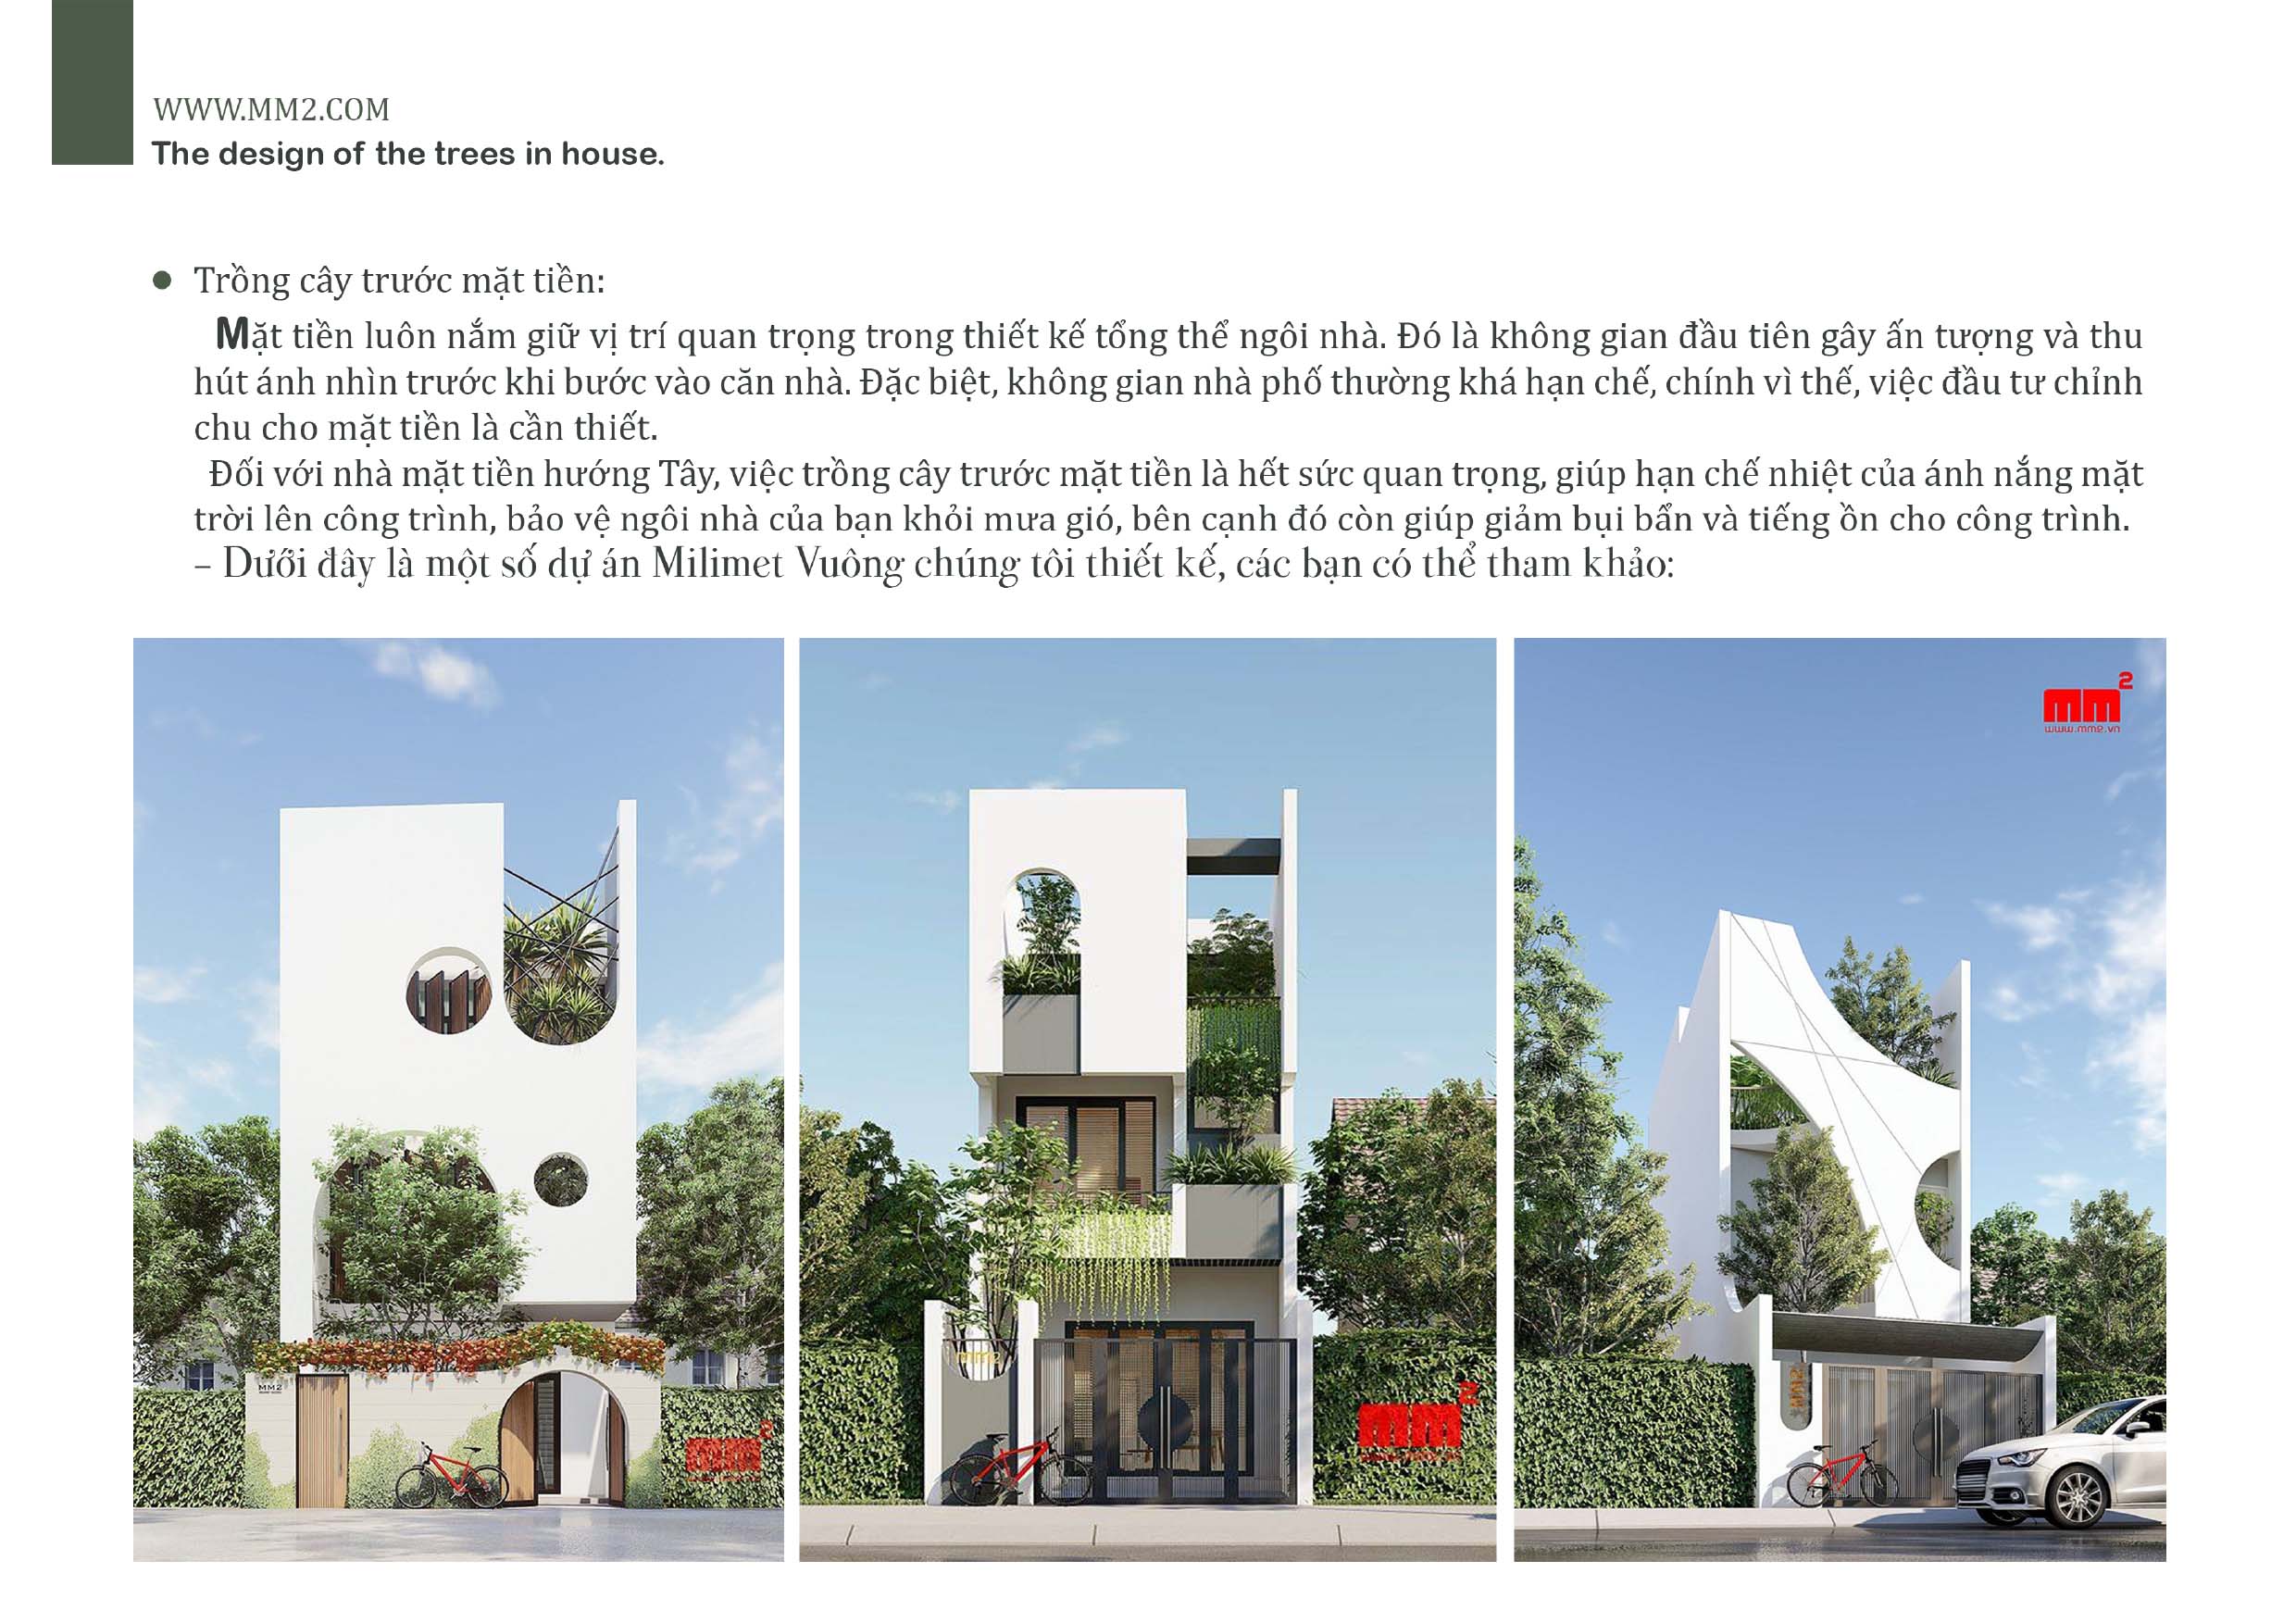 WWW.MM2.COM
The design of the trees in house.
Trồng cây trước mặt tiền:
Mặt tiền luôn nắm giữ vị trí quan trọng trong thiết kế tổng thể ngôi nhà. Đó là không gian đầu tiên gây ấn tượng và thu
hút ánh nhìn trước khi bước vào căn nhà. Đặc biệt, không gian nhà phố thường khá hạn chế, chính vì thế, việc đầu tư chỉnh
chu cho mặt tiền là cần thiết.
Đối với nhà mặt tiền hướng Tây, việc trồng cây trước mặt tiền là hết sức quan trọng, giúp hạn chế nhiệt của ánh nắng mặt
trời lên công trình, bảo vệ ngôi nhà của bạn khỏi mưa gió, bên cạnh đó còn giúp giảm bụi bẩn và tiếng ồn cho công trình.
– Dưới đây là một số dự án Milimet Vuông chúng tôi thiết kế, các bạn có thể tham khảo:
mm2
www.mm2.vn
MM2
mm2
MM2
mm2
MM2